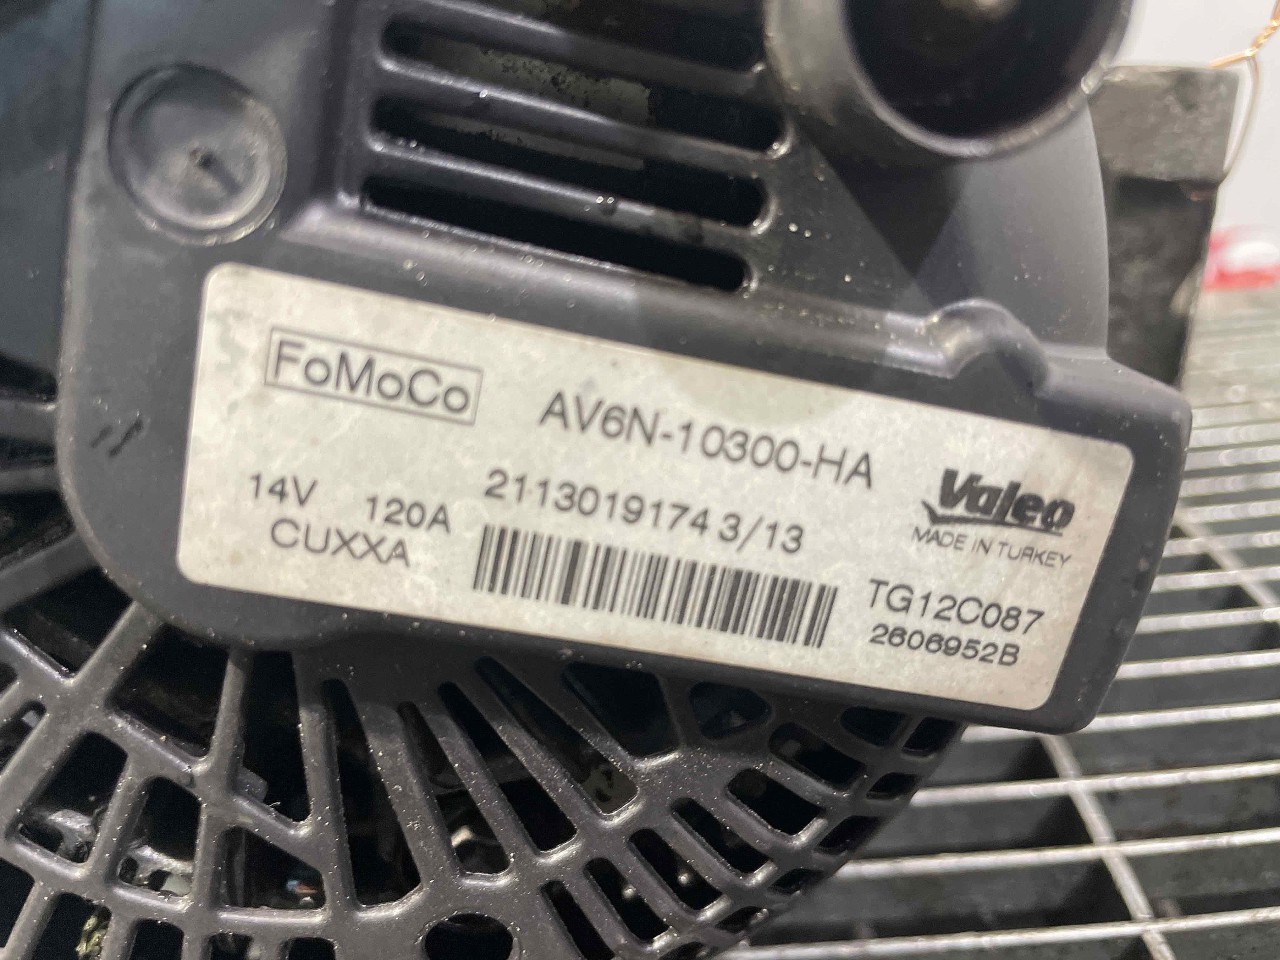 FoMoCo AV6N-10300-HA
14V 120A 2113019174 3/13 Valeo
CUXXA MADE IN TURKEY
TG12C087
2606952B